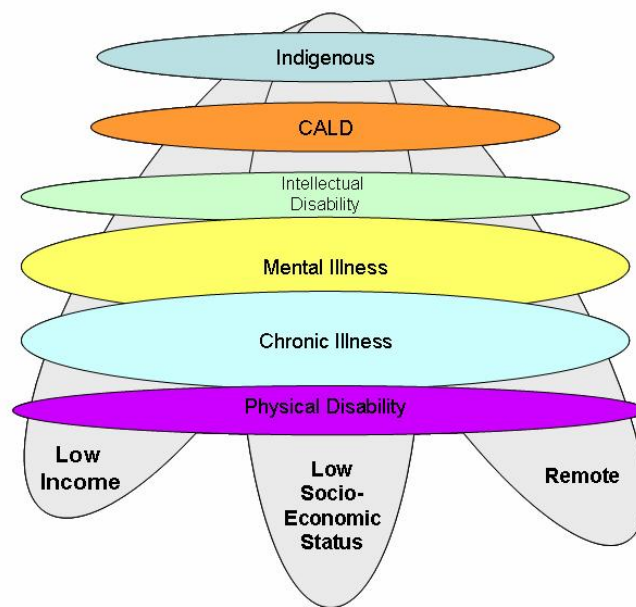 Indigenous
CALD
Intellectual
Disability
Mental Illness
Chronic Illness
Physical Disability
Low
Income
Low
Socio-
Economic
Status
Remote